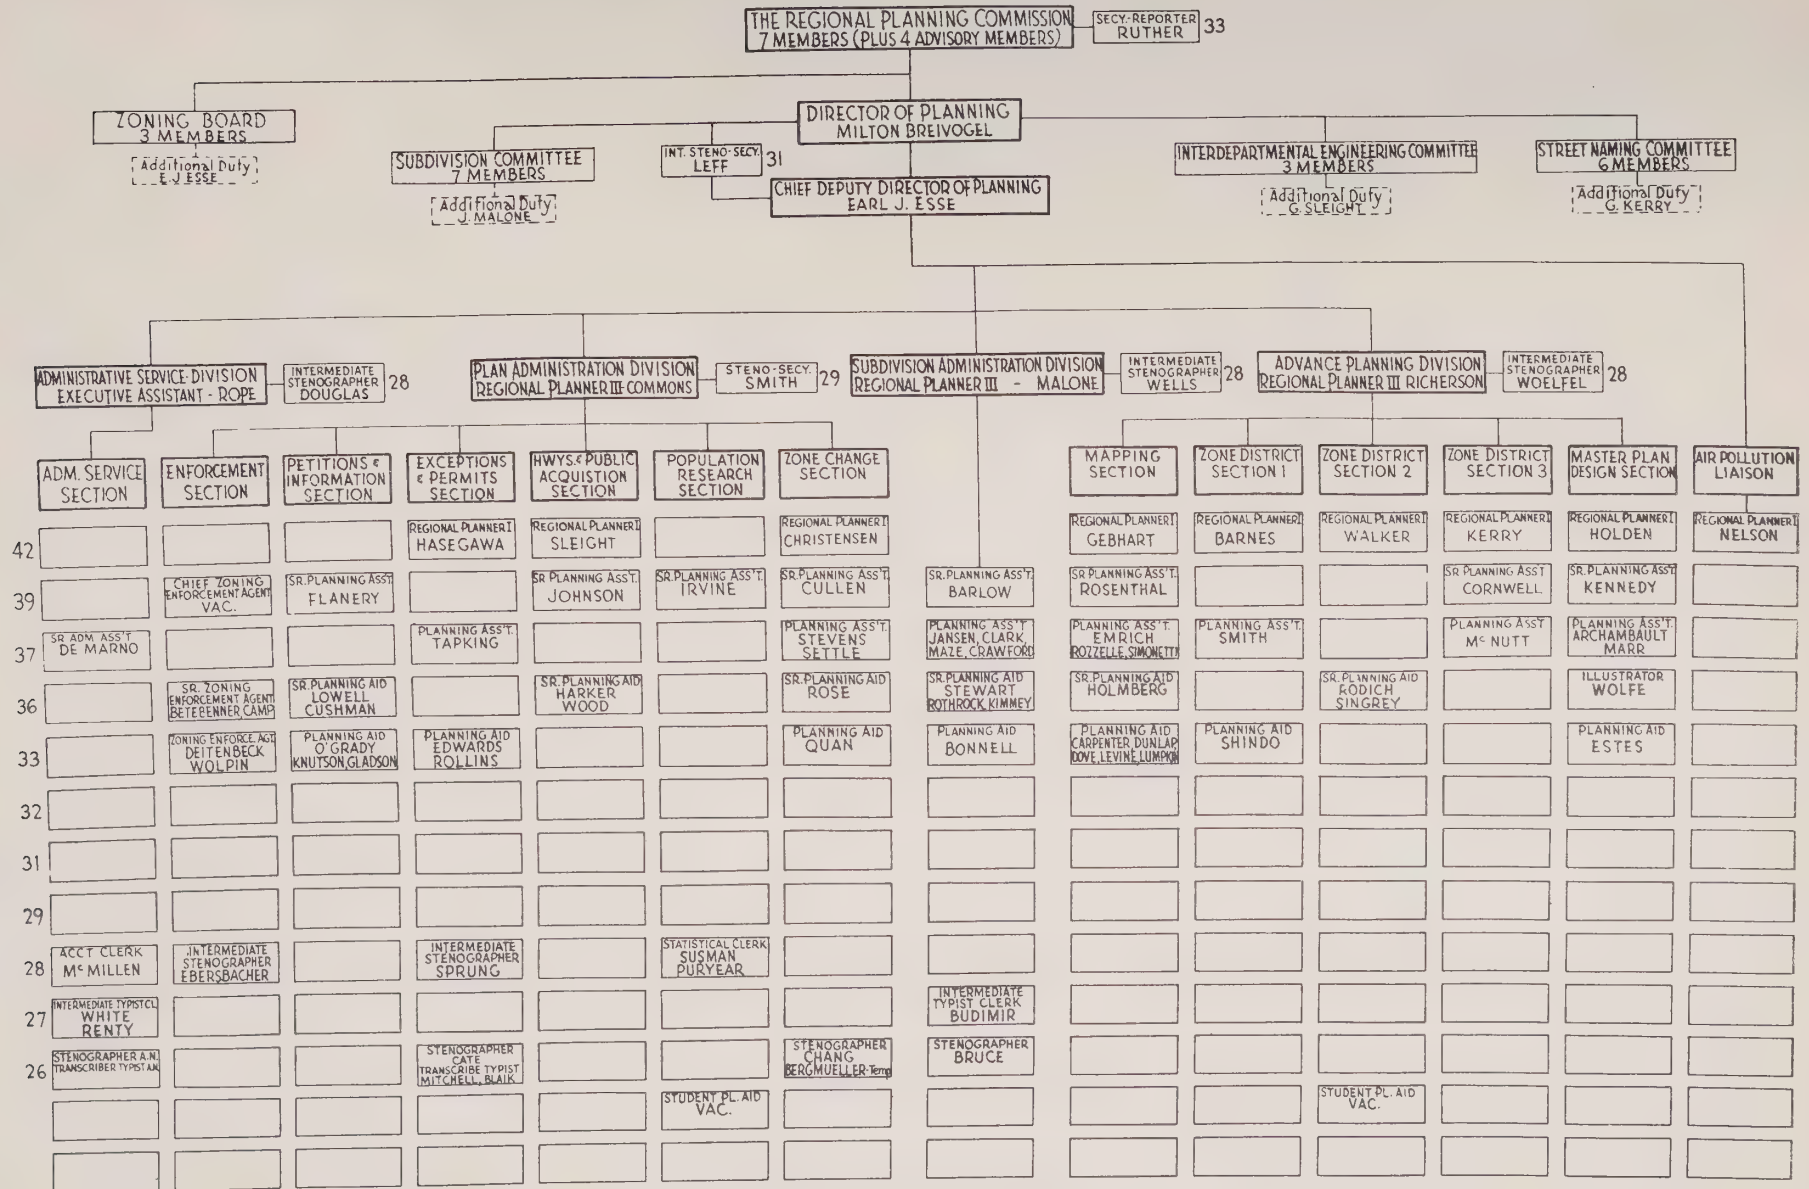 THE REGIONAL PLANNING COMMISSION
7 MEMBERS (PLUS 4 ADVISORY MEMBERS)
SECY.-REPORTER
RUTHER
33
ZONING BOARD
3 MEMBERS
Additional Duty
E.J ESSE
DIRECTOR OF PLANNING
MILTON BREIVOGEL
SUBDIVISION COMMITTEE
7 MEMBERS
Additional Duty
J. MALONE
INT. STENO-SECY.
LEFF
31
CHIEF DEPUTY DIRECTOR OF PLANNING
EARL J. ESSE
INTERDEPARTMENTAL ENGINEERING COMMITTEE
3 MEMBERS
Additional Duty
G. SLEIGHT
STREET NAMING COMMITTEE
6 MEMBERS
Additional Duty
G. KERRY
ADMINISTRATIVE SERVICE DIVISION
EXECUTIVE ASSISTANT - ROPE
INTERMEDIATE
STENOGRAPHER
DOUGLAS
28
PLAN ADMINISTRATION DIVISION
REGIONAL PLANNER III COMMONS
STENO-SECY.
SMITH
29
SUBDIVISION ADMINISTRATION DIVISION
REGIONAL PLANNER III - MALONE
INTERMEDIATE
STENOGRAPHER
WELLS
28
ADVANCE PLANNING DIVISION
REGIONAL PLANNER III RICHERSON
INTERMEDIATE
STENOGRAPHER
WOELFEL
28
ADM. SERVICE
SECTION
ENFORCEMENT
SECTION
PETITIONS &
INFORMATION
SECTION
EXCEPTIONS
& PERMITS
SECTION
HWYS. & PUBLIC
ACQUISTION
SECTION
POPULATION
RESEARCH
SECTION
ZONE CHANGE
SECTION
MAPPING
SECTION
ZONE DISTRICT
SECTION 1
ZONE DISTRICT
SECTION 2
ZONE DISTRICT
SECTION 3
MASTER PLAN
DESIGN SECTION
AIR POLLUTION
LIAISON
42
REGIONAL PLANNER I
HASEGAWA
REGIONAL PLANNER I
SLEIGHT
REGIONAL PLANNER I
CHRISTENSEN
REGIONAL PLANNER I
GEBHART
REGIONAL PLANNER I
BARNES
REGIONAL PLANNER I
WALKER
REGIONAL PLANNER I
KERRY
REGIONAL PLANNER I
HOLDEN
REGIONAL PLANNER I
NELSON
39
CHIEF ZONING
ENFORCEMENT AGENT
VAC.
SR. PLANNING ASS'T
FLANERY
SR PLANNING ASS'T.
JOHNSON
SR. PLANNING ASS'T.
IRVINE
SR. PLANNING ASS'T.
CULLEN
SR. PLANNING ASS'T.
BARLOW
SR PLANNING ASS'T.
ROSENTHAL
SR PLANNING ASS'T
CORNWELL
SR. PLANNING ASS'T.
KENNEDY
37
SR ADM ASS'T
DE MARNO
PLANNING ASS'T.
TAPKING
PLANNING ASS'T.
STEVENS
SETTLE
PLANNING ASS'T.
JANSEN, CLARK,
MAZE, CRAWFORD
PLANNING ASS'T.
EMRICH
ROZZELLE, SIMONETTI
PLANNING ASS'T.
SMITH
PLANNING ASS'T
McNUTT
PLANNING ASS'T.
ARCHAMBAULT
MARR
36
SR. ZONING
ENFORCEMENT AGENT
BETEBENNER, CAMP
SR. PLANNING AID
LOWELL
CUSHMAN
SR. PLANNING AID
HARKER
WOOD
SR. PLANNING AID
ROSE
SR. PLANNING AID
STEWART
ROTHROCK, KIMMEY
SR. PLANNING AID
HOLMBERG
SR. PLANNING AID
RODICH
SINGREY
ILLUSTRATOR
WOLFE
33
ZONING ENFORCE. AGT.
DEITENBECK
WOLPIN
PLANNING AID
O'GRADY
KNUTSON, GLADSON
PLANNING AID
EDWARDS
ROLLINS
PLANNING AID
QUAN
PLANNING AID
BONNELL
PLANNING AID
CARPENTER, DUNLAP,
DOVE, LEVINE, LUMPKIN
PLANNING AID
SHINDO
PLANNING AID
ESTES
32
31
29
28
ACCT CLERK
McMILLEN
INTERMEDIATE
STENOGRAPHER
EBERSBACHER
INTERMEDIATE
STENOGRAPHER
SPRUNG
STATISTICAL CLERK
SUSMAN
PURYEAR
27
INTERMEDIATE TYPIST CL.
WHITE
RENTY
INTERMEDIATE
TYPIST CLERK
BUDIMIR
26
STENOGRAPHER A.N.
TRANSCRIBER TYPIST A.N.
STENOGRAPHER
CATE
TRANSCRIBE TYPIST
MITCHELL, BLAIK
STENOGRAPHER
CHANG
BERGMUELLER-Temp
STENOGRAPHER
BRUCE
STUDENT PL. AID
VAC.
STUDENT PL. AID
VAC.